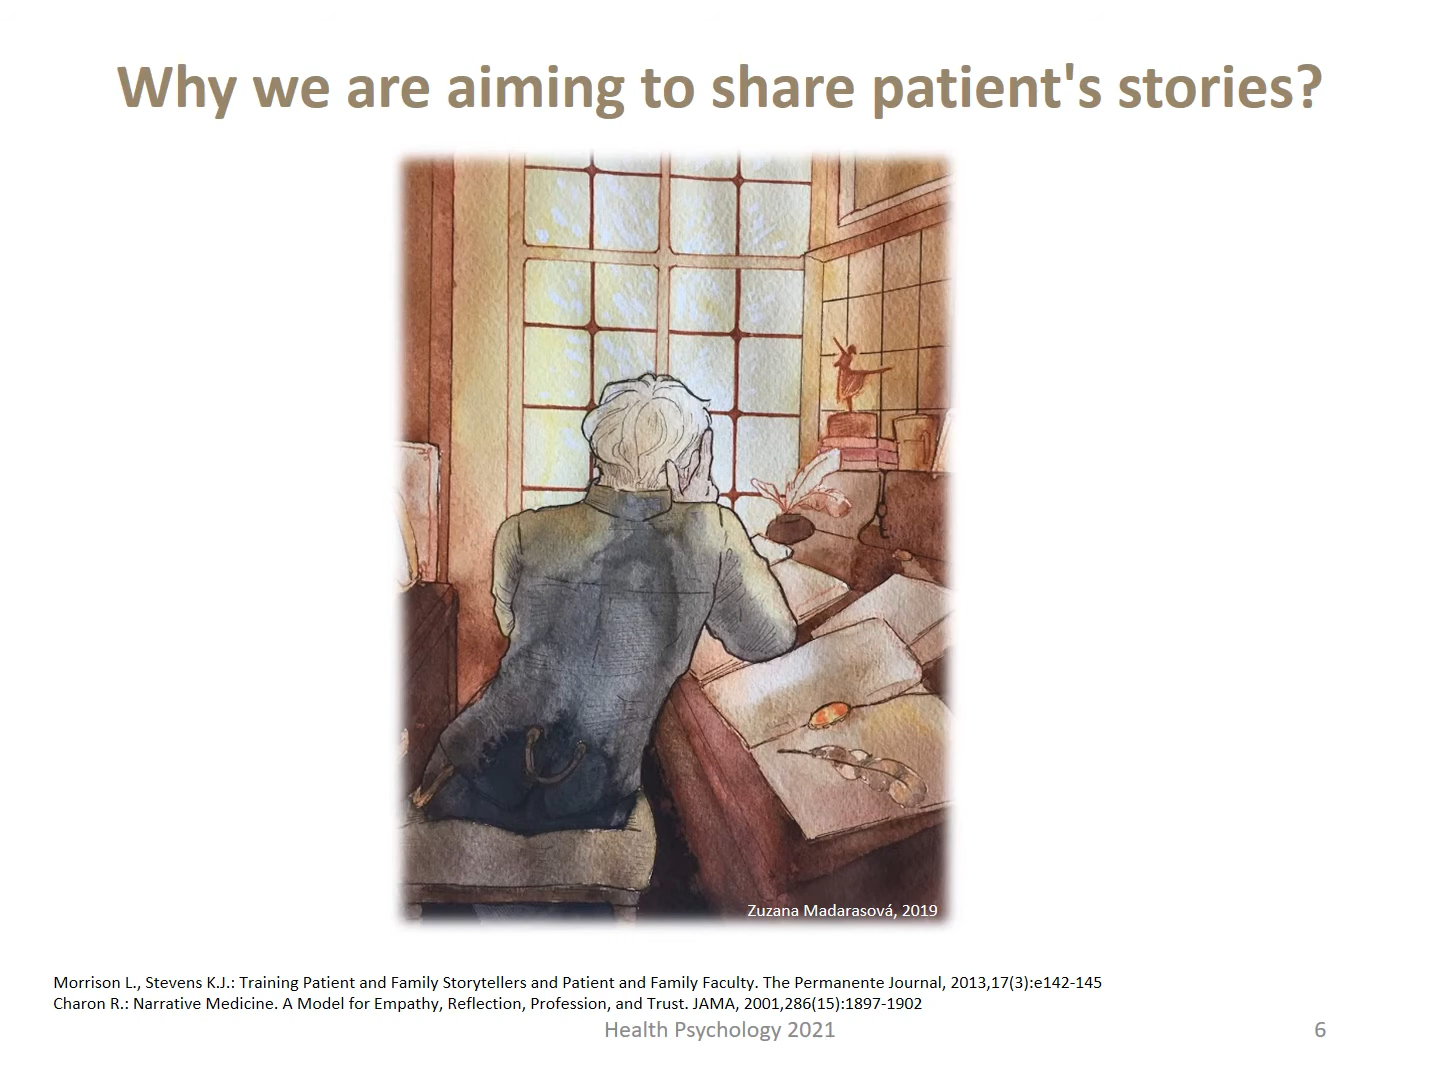 Why we are aiming to share patient's stories?
Zuzana Madarasová, 2019
Morrison L., Stevens K.J.: Training Patient and Family Storytellers and Patient and Family Faculty. The Permanente Journal, 2013,17(3):e142-145
Charon R.: Narrative Medicine. A Model for Empathy, Reflection, Profession, and Trust. JAMA, 2001,286(15):1897-1902
Health Psychology 2021
6